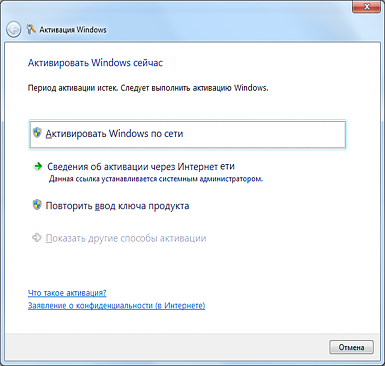 Активация Windows
Активировать Windows сейчас
Период активации истек. Следует выполнить активацию Windows.
Активировать Windows по сети
Сведения об активации через Интернет ети
Данная ссылка устанавливается системным администратором.
Повторить ввод ключа продукта
Показать другие способы активации
Что такое активация?
Заявление о конфиденциальности (в Интернете)
Отмена